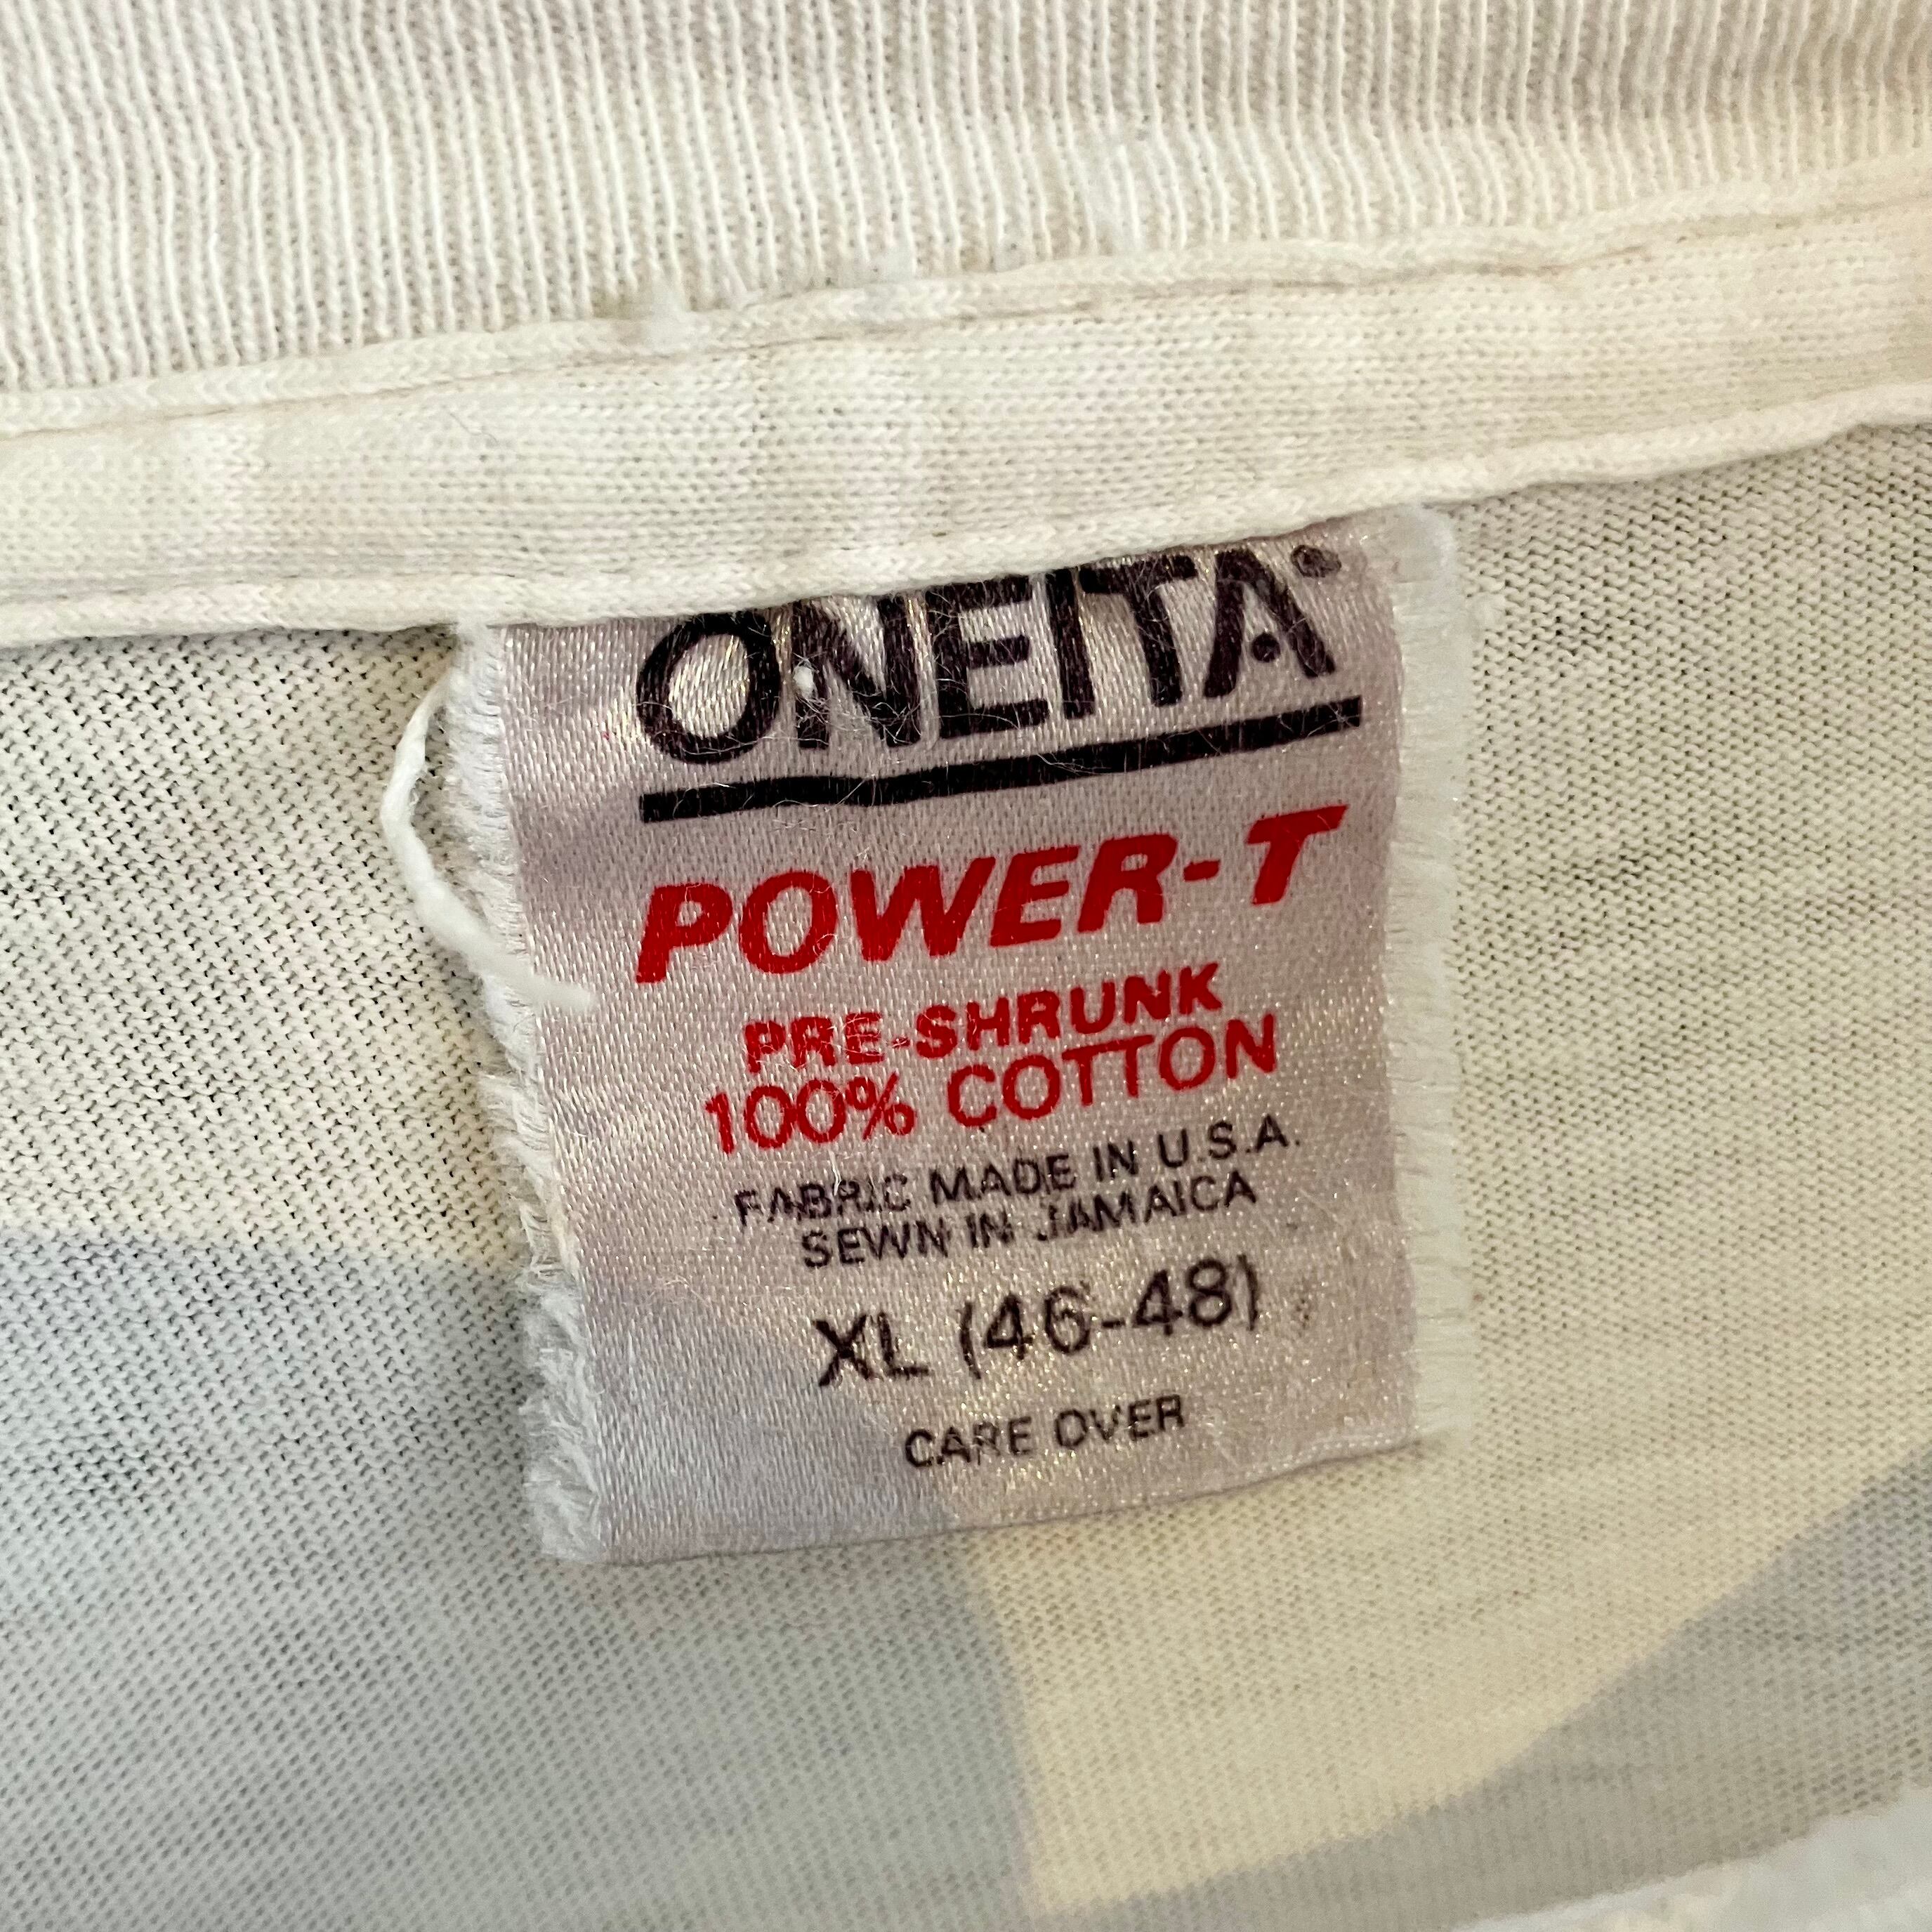 ONEITA®
POWER-T
PRE-SHRUNK
100% COTTON
FABRIC MADE IN U.S.A.
SEWN IN JAMAICA
XL (46-48)
CARE OVER